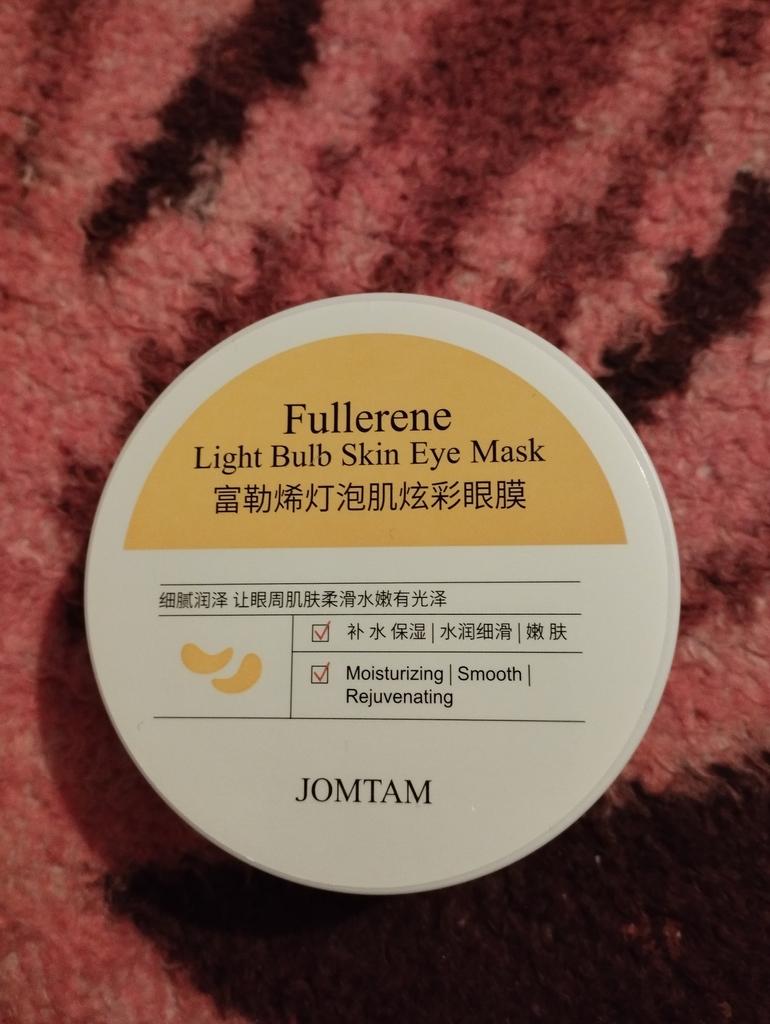 Fullerene
Light Bulb Skin Eye Mask
富勒烯灯泡肌炫彩眼膜
细腻润泽 让眼周肌肤柔滑水嫩有光泽
补 水 保湿 | 水润细滑 | 嫩 肤
Moisturizing | Smooth |
Rejuvenating
JOMTAM